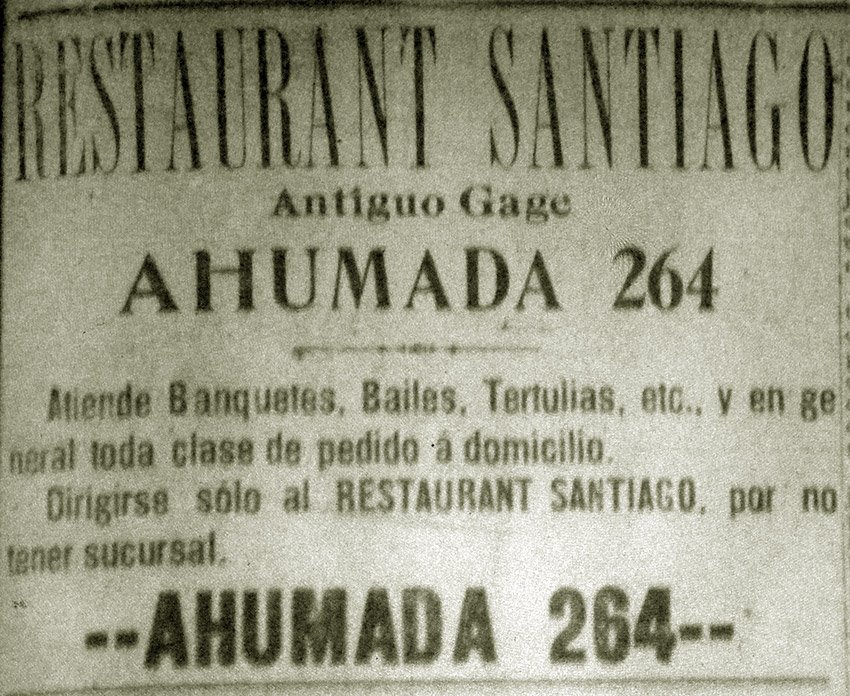 RESTAURANT SANTIAGO
Antiguo Gage
AHUMADA 264
Atiende Banquetes, Bailes, Tertulias, etc., y en ge
neral toda clase de pedido á domicilio.
Dirigirse sólo al RESTAURANT SANTIAGO, por no
tener sucursal.
--AHUMADA 264--